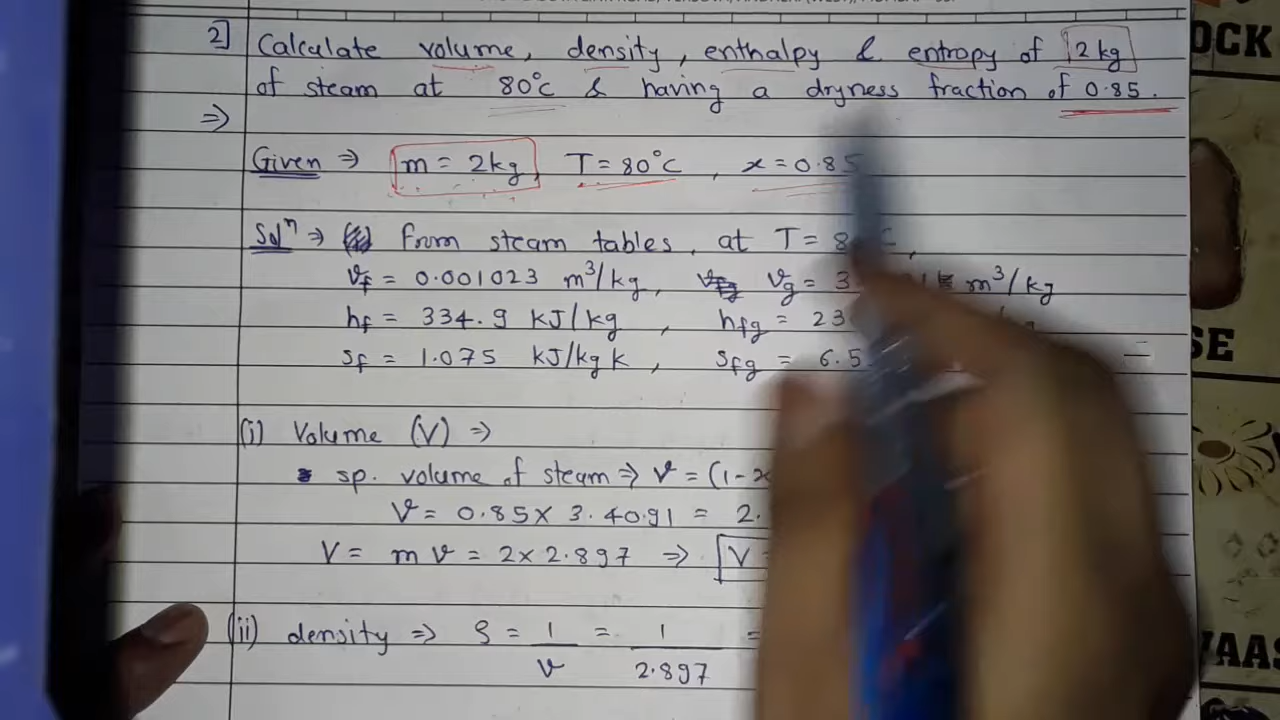 2] Calculate volume, density, enthalpy & entropy of 2 kg
of steam at 80°C & having a dryness fraction of 0.85.
⇒
Given ⇒ m = 2kg, T = 80°C, x = 0.85
Solⁿ ⇒ from steam tables, at T =
vf = 0.001023 m³/kg, vg = 3 m³/kg
hf = 334.9 KJ/kg, hfg = 23
sf = 1.075 KJ/kg K, sfg = 6.5
(i) Volume (V) ⇒
sp. volume of steam ⇒ v = (1-x
v = 0.85 × 3.4091 = 2.
V = m v = 2 × 2.897 ⇒ V
(ii) density ⇒ ρ = 1/v = 1/2.897 =
OCK
SE
VAAS